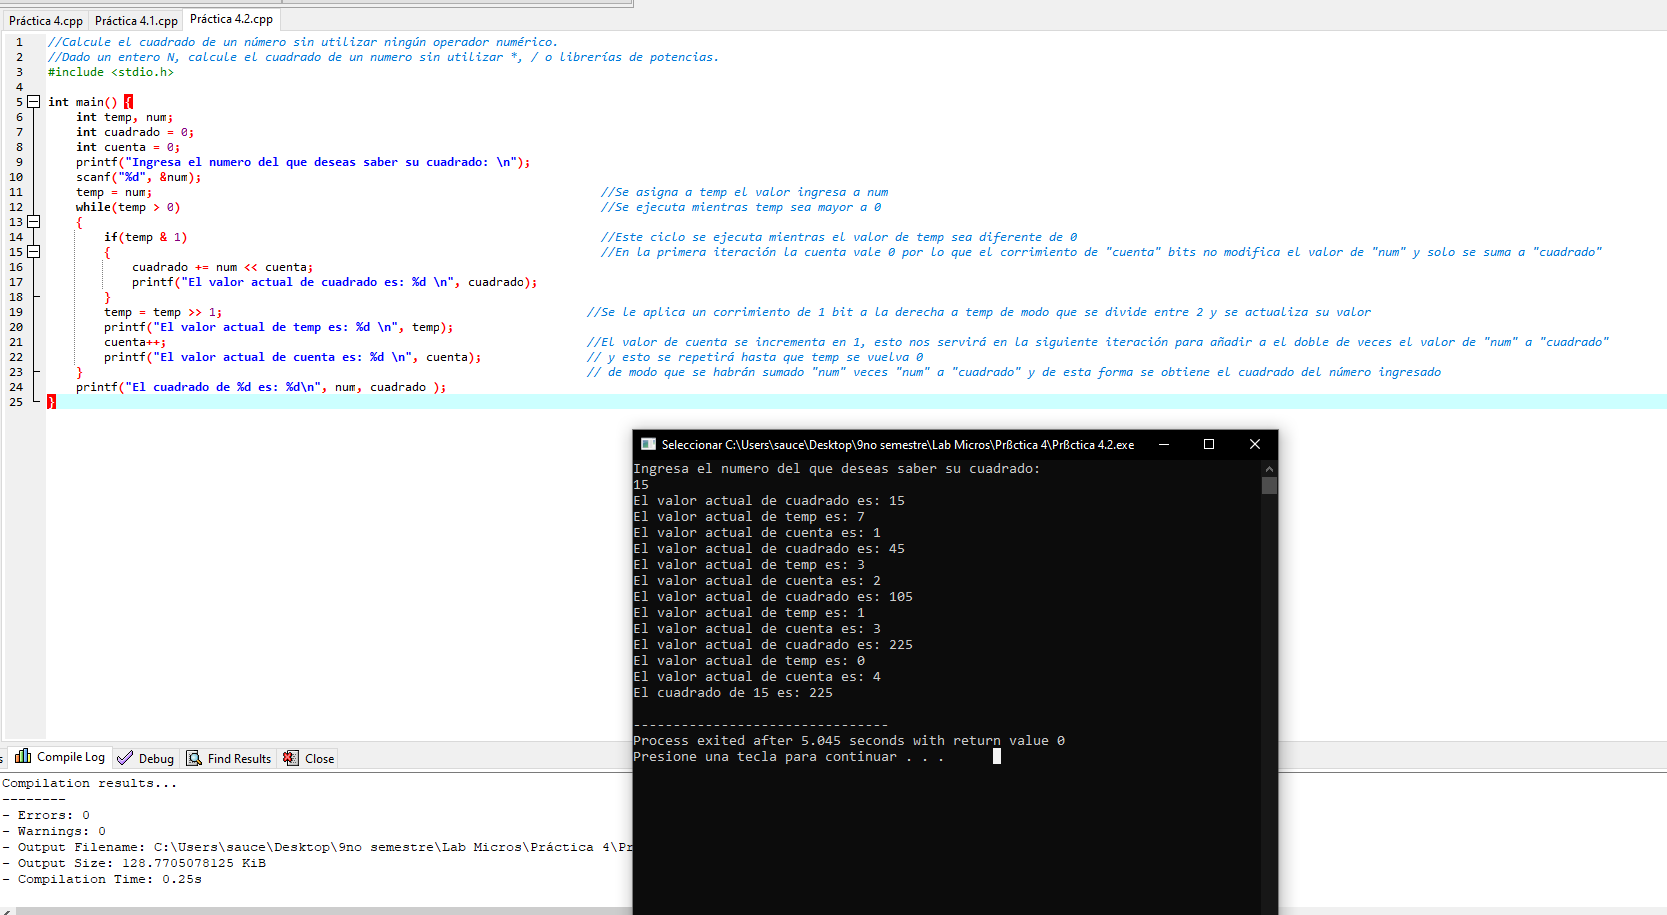 Práctica 4.cpp Práctica 4.1.cpp Práctica 4.2.cpp
1 //Calcule el cuadrado de un número sin utilizar ningún operador numérico.
2 //Dado un entero N, calcule el cuadrado de un numero sin utilizar *, / o librerías de potencias.
3 #include <stdio.h>
4
5 int main() {
6 int temp, num;
7 int cuadrado = 0;
8 int cuenta = 0;
9 printf("Ingresa el numero del que deseas saber su cuadrado: \n");
10 scanf("%d", &num);
11 temp = num; //Se asigna a temp el valor ingresa a num
12 while(temp > 0) //Se ejecuta mientras temp sea mayor a 0
13 {
14 if(temp & 1) //Este ciclo se ejecuta mientras el valor de temp sea diferente de 0
15 { //En la primera iteración la cuenta vale 0 por lo que el corrimiento de "cuenta" bits no modifica el valor de "num" y solo se suma a "cuadrado"
16 cuadrado += num << cuenta;
17 printf("El valor actual de cuadrado es: %d \n", cuadrado);
18 }
19 temp = temp >> 1; //Se le aplica un corrimiento de 1 bit a la derecha a temp de modo que se divide entre 2 y se actualiza su valor
20 printf("El valor actual de temp es: %d \n", temp);
21 cuenta++; //El valor de cuenta se incrementa en 1, esto nos servirá en la siguiente iteración para añadir a el doble de veces el valor de "num" a "cuadrado"
22 printf("El valor actual de cuenta es: %d \n", cuenta); // y esto se repetirá hasta que temp se vuelva 0
23 } // de modo que se habrán sumado "num" veces "num" a "cuadrado" y de esta forma se obtiene el cuadrado del número ingresado
24 printf("El cuadrado de %d es: %d\n", num, cuadrado );
25 }
Seleccionar C:\Users\sauce\Desktop\9no semestre\Lab Micros\Prßctica 4\Prßctica 4.2.exe
Ingresa el numero del que deseas saber su cuadrado:
15
El valor actual de cuadrado es: 15
El valor actual de temp es: 7
El valor actual de cuenta es: 1
El valor actual de cuadrado es: 45
El valor actual de temp es: 3
El valor actual de cuenta es: 2
El valor actual de cuadrado es: 105
El valor actual de temp es: 1
El valor actual de cuenta es: 3
El valor actual de cuadrado es: 225
El valor actual de temp es: 0
El valor actual de cuenta es: 4
El cuadrado de 15 es: 225
--------------------------------
Process exited after 5.045 seconds with return value 0
Presione una tecla para continuar . . .
s Compile Log Debug Find Results Close
Compilation results...
--------
- Errors: 0
- Warnings: 0
- Output Filename: C:\Users\sauce\Desktop\9no semestre\Lab Micros\Práctica 4\Pr
- Output Size: 128.7705078125 KiB
- Compilation Time: 0.25s